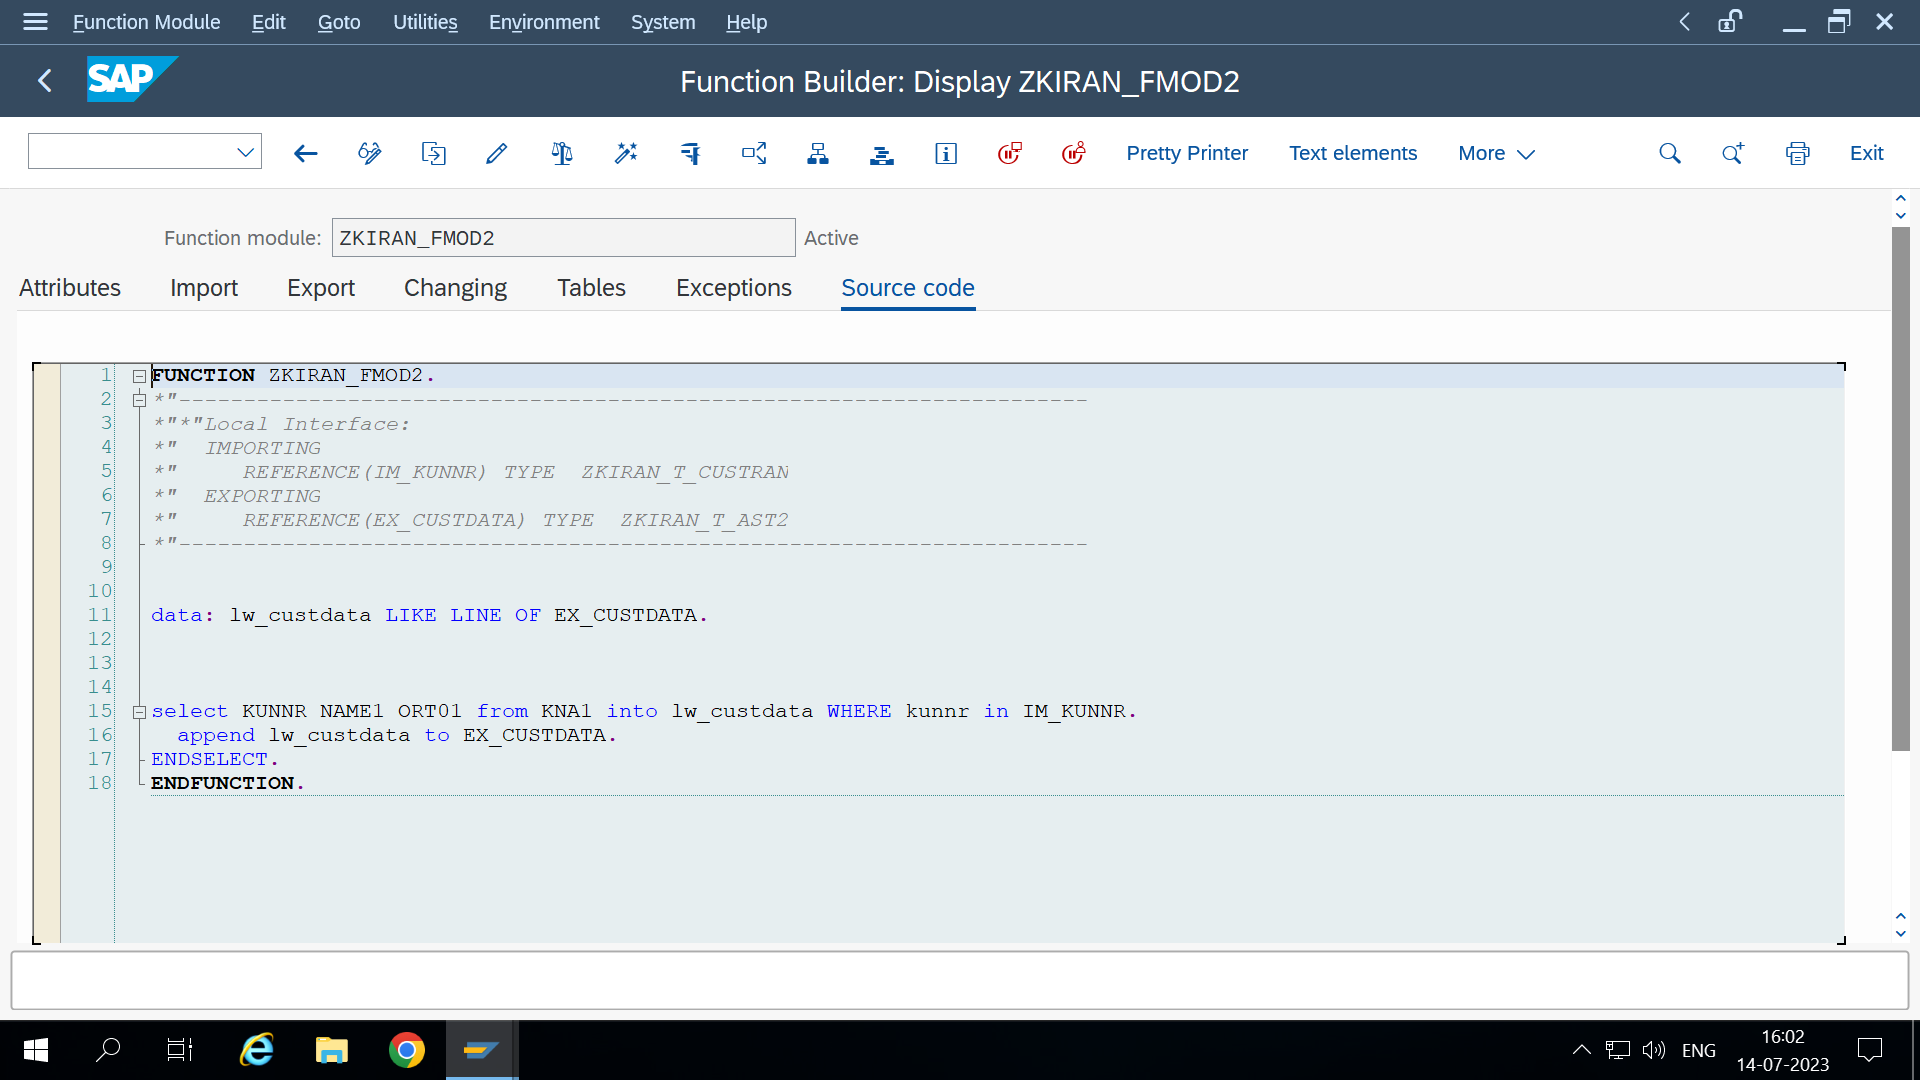 Function Module Edit Goto Utilities Environment System Help
SAP Function Builder: Display ZKIRAN_FMOD2
Pretty Printer Text elements More Exit
Function module: ZKIRAN_FMOD2 Active
Attributes Import Export Changing Tables Exceptions Source code
1 FUNCTION ZKIRAN_FMOD2.
2 *"----------------------------------------------------------------------
3 *"*"Local Interface:
4 *"  IMPORTING
5 *"     REFERENCE(IM_KUNNR) TYPE  ZKIRAN_T_CUSTRAN
6 *"  EXPORTING
7 *"     REFERENCE(EX_CUSTDATA) TYPE  ZKIRAN_T_AST2
8 *"----------------------------------------------------------------------
9
10
11 data: lw_custdata LIKE LINE OF EX_CUSTDATA.
12
13
14
15 select KUNNR NAME1 ORT01 from KNA1 into lw_custdata WHERE kunnr in IM_KUNNR.
16   append lw_custdata to EX_CUSTDATA.
17 ENDSELECT.
18 ENDFUNCTION.
ENG 16:02
14-07-2023